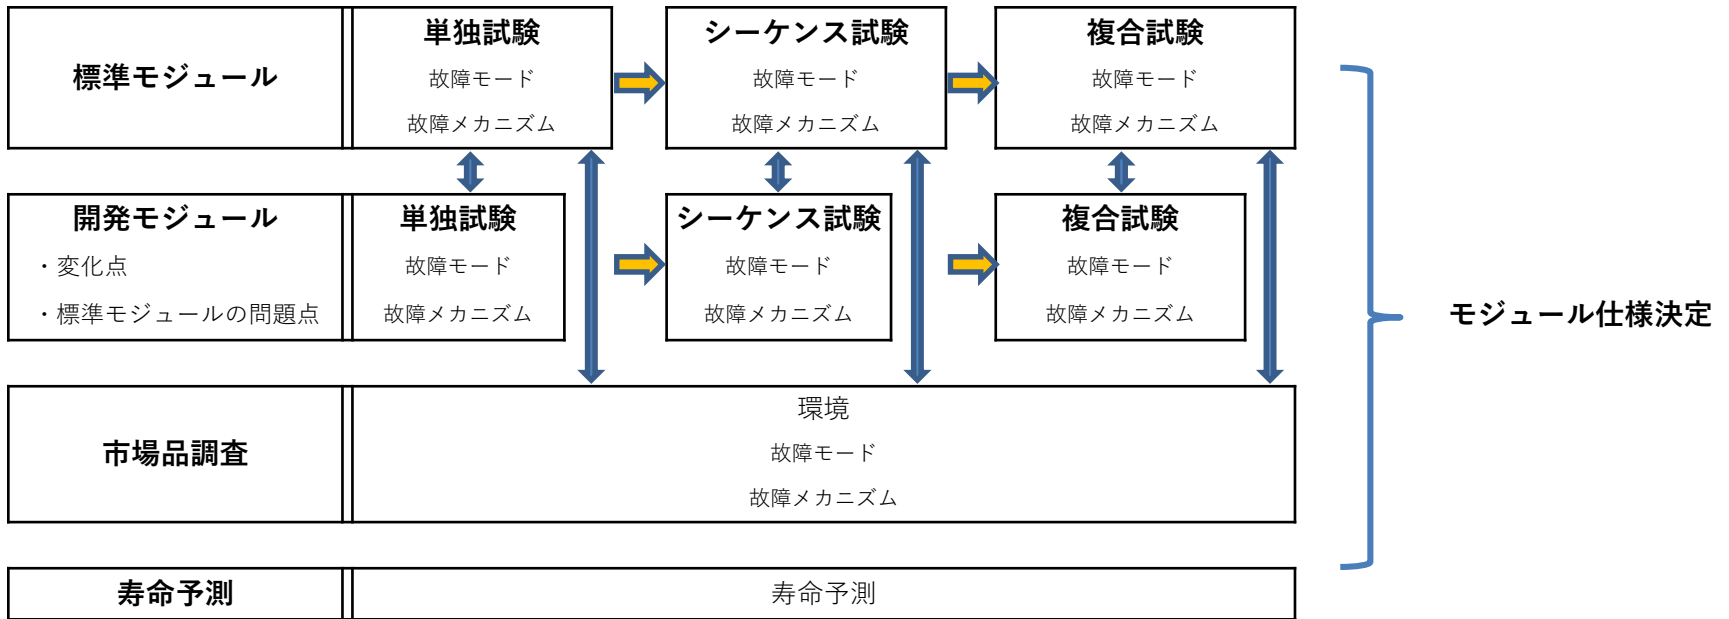 標準モジュール
単独試験
故障モード
故障メカニズム
シーケンス試験
故障モード
故障メカニズム
複合試験
故障モード
故障メカニズム
開発モジュール
・変化点
・標準モジュールの問題点
単独試験
故障モード
故障メカニズム
シーケンス試験
故障モード
故障メカニズム
複合試験
故障モード
故障メカニズム
市場品調査
環境
故障モード
故障メカニズム
寿命予測
寿命予測
モジュール仕様決定